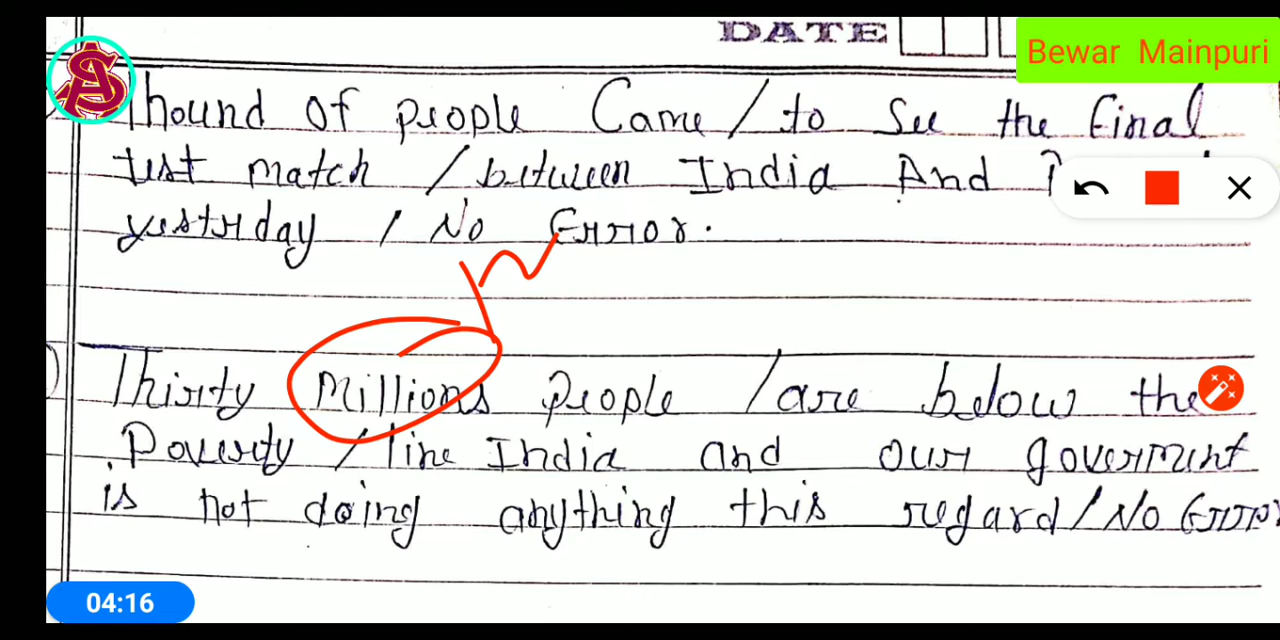 DATE
Bewar Mainpuri
Thound of people Came / to See the final
test match / between India And
yesterday / No Error.
Thirty Millions people / are below the
Poverty / line India and our goverment
is not doing anything this regard / No Error
04:16